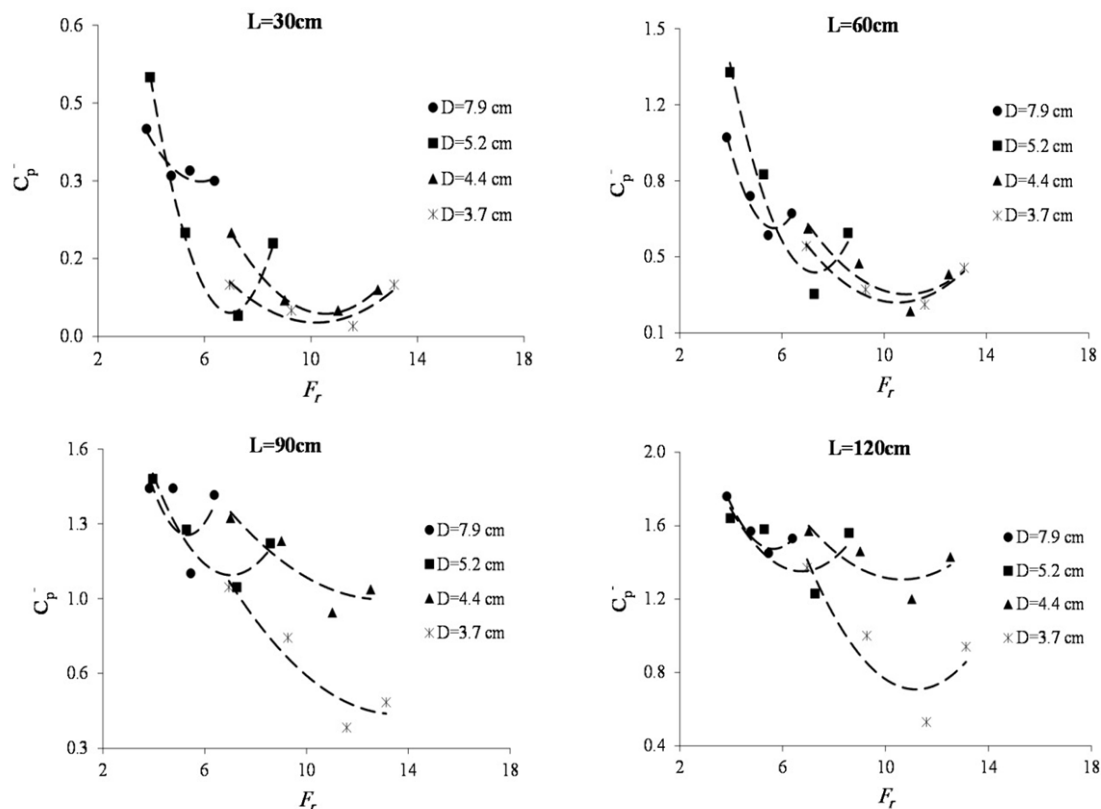 L=30cm
0.6
0.5
0.3
0.2
0.0
Cp-
2 6 10 14 18
Fr
D=7.9 cm
D=5.2 cm
D=4.4 cm
D=3.7 cm
L=60cm
1.5
1.2
0.8
0.5
0.1
Cp-
2 6 10 14 18
Fr
D=7.9 cm
D=5.2 cm
D=4.4 cm
D=3.7 cm
L=90cm
1.6
1.3
1.0
0.6
0.3
Cp-
2 6 10 14 18
Fr
D=7.9 cm
D=5.2 cm
D=4.4 cm
D=3.7 cm
L=120cm
2.0
1.6
1.2
0.8
0.4
Cp-
2 6 10 14 18
Fr
D=7.9 cm
D=5.2 cm
D=4.4 cm
D=3.7 cm